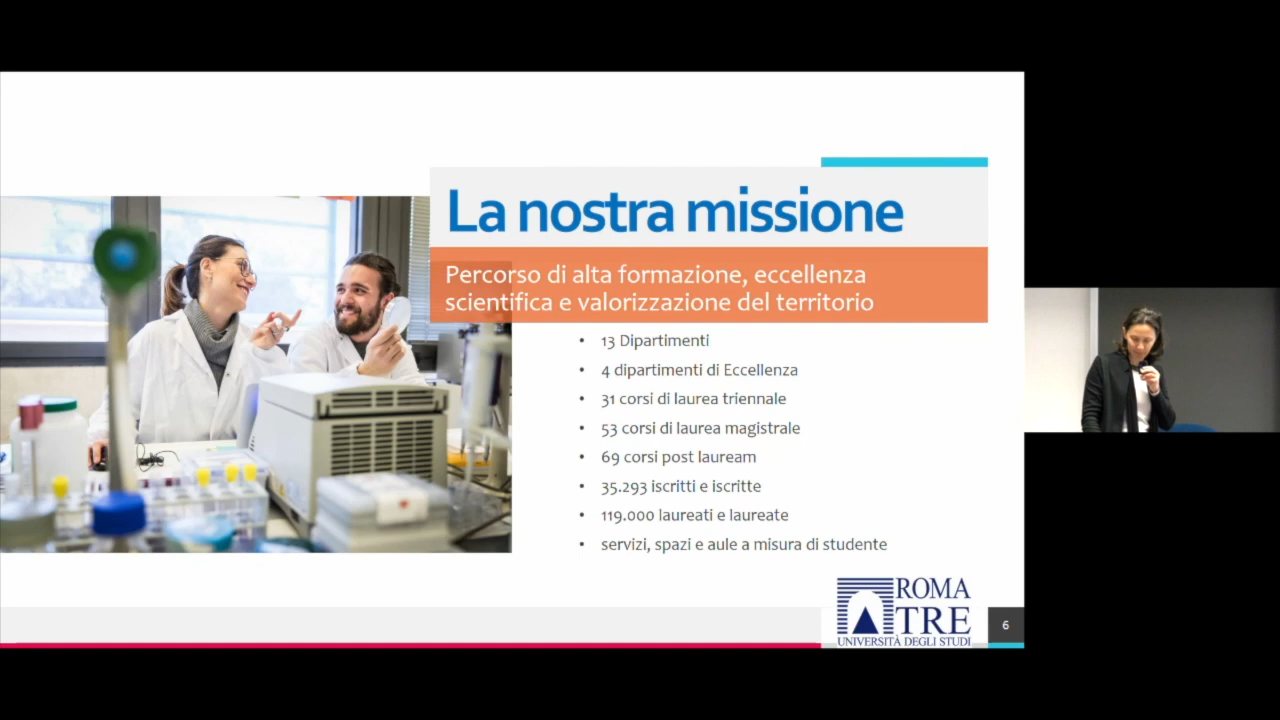 La nostra missione
Percorso di alta formazione, eccellenza
scientifica e valorizzazione del territorio
• 13 Dipartimenti
• 4 dipartimenti di Eccellenza
• 31 corsi di laurea triennale
• 53 corsi di laurea magistrale
• 69 corsi post lauream
• 35.293 iscritti e iscritte
• 119.000 laureati e laureate
• servizi, spazi e aule a misura di studente
ROMA
TRE
UNIVERSITÀ DEGLI STUDI
6